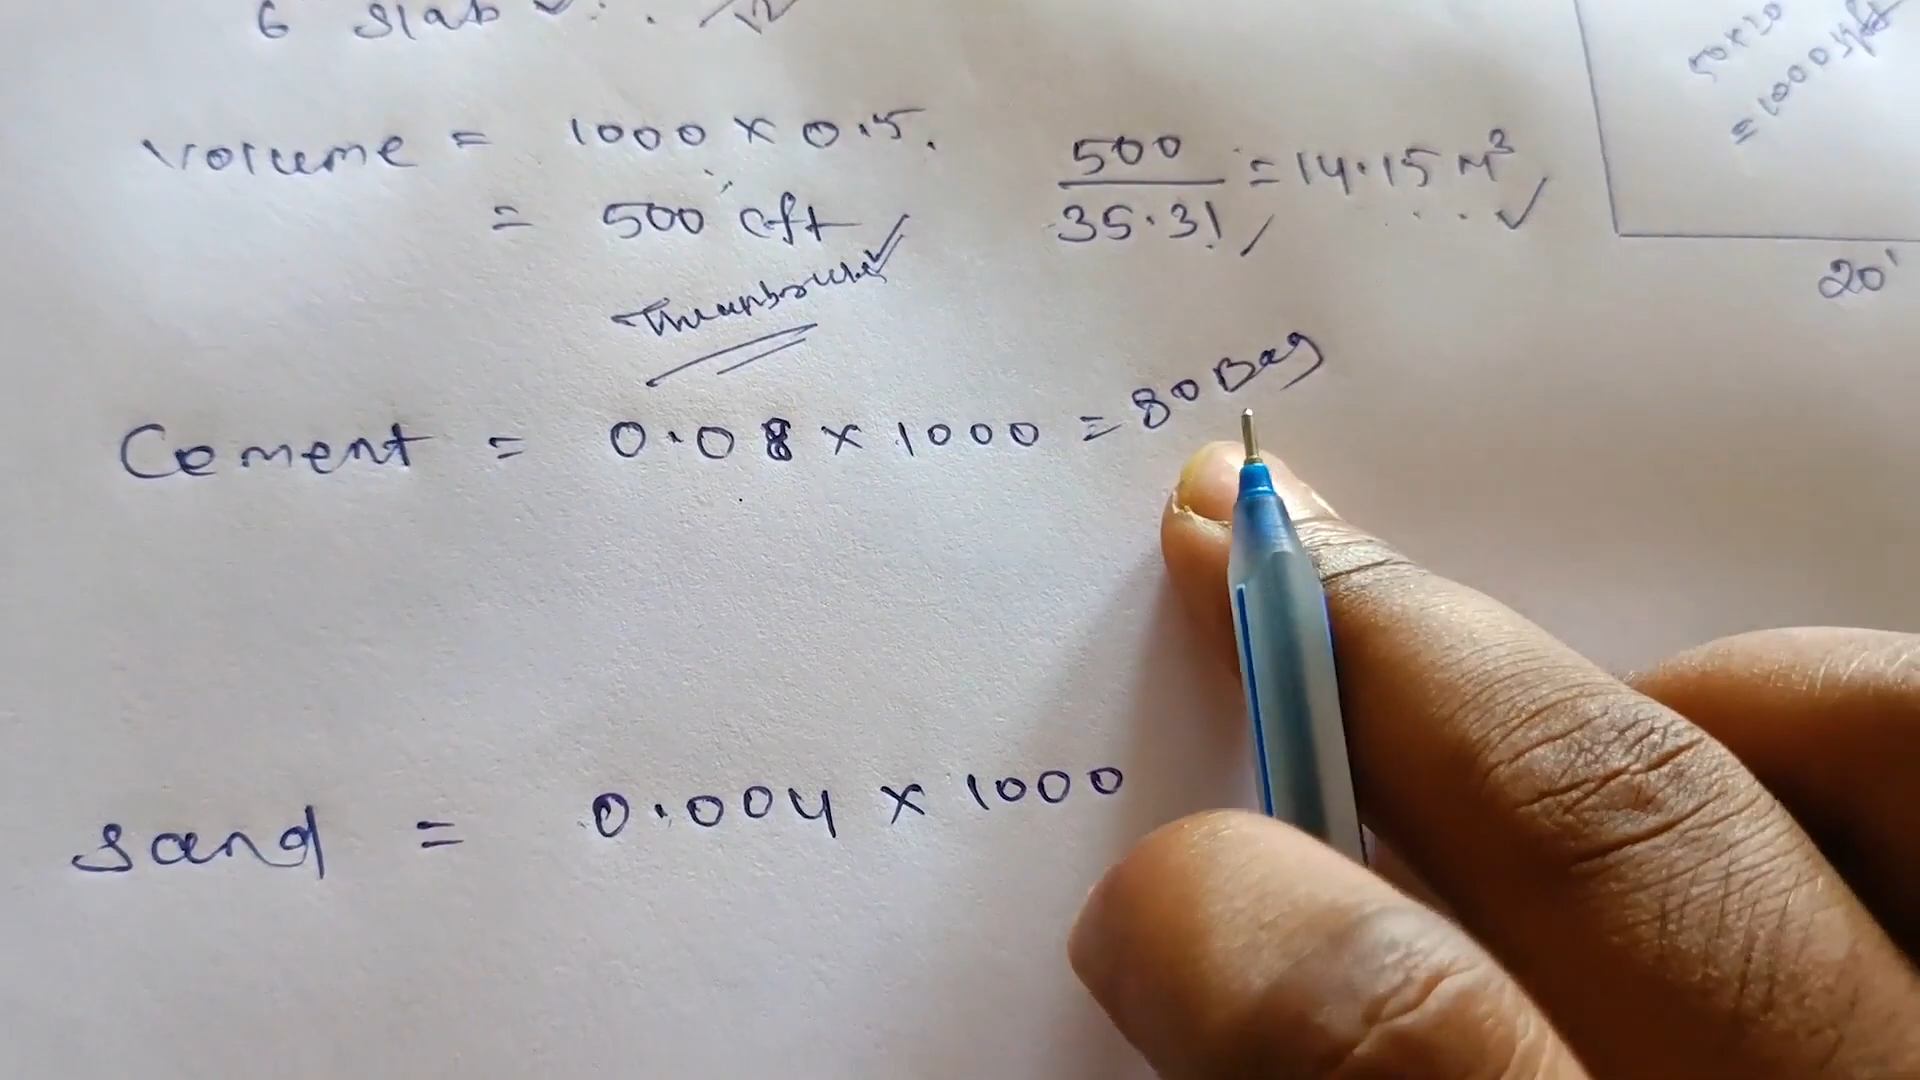 6 Slab
Volume = 1000 x 0.5.
= 500 cft
500
35.31
= 14.15 M³
50x20
= 1000 sqft
20'
Thumbrule
Cement = 0.08 x 1000 = 80 Bag
Sand = 0.004 x 1000